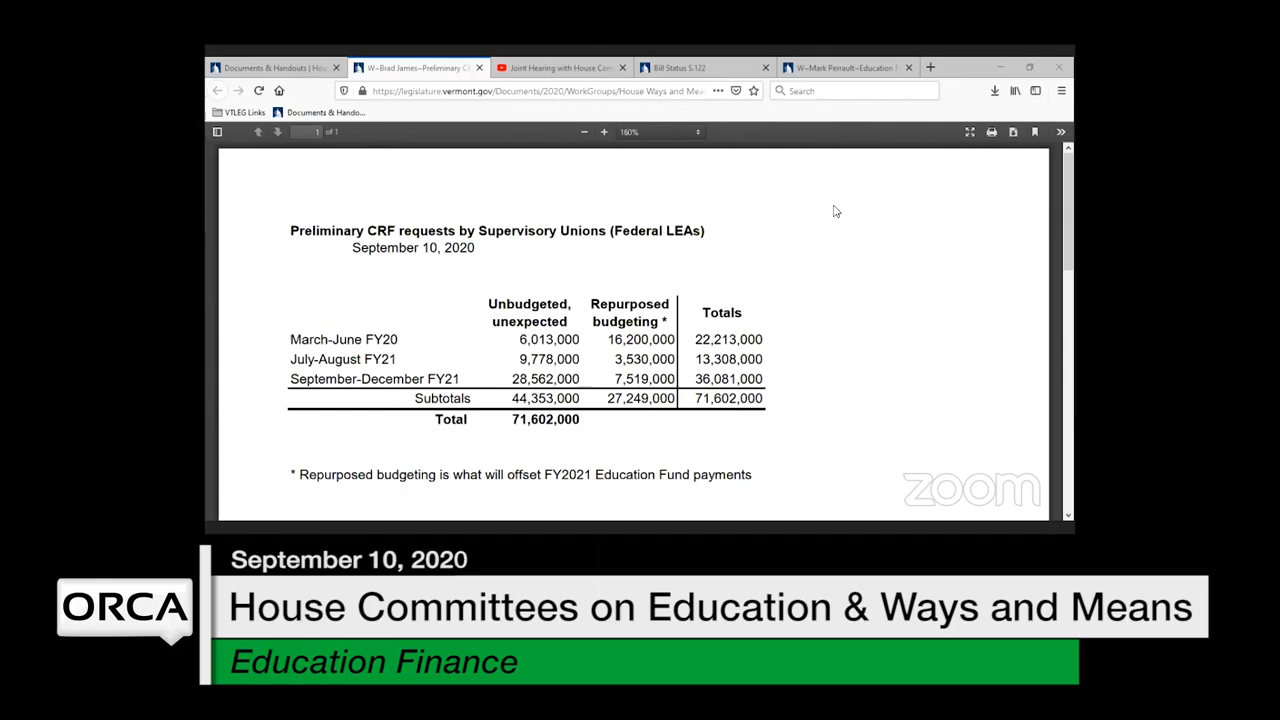 Documents & Handouts | Hou
W~Brad James~Preliminary CF
Joint Hearing with House Com
Bill Status S.122
W~Mark Perrault~Education F
https://legislature.vermont.gov/Documents/2020/WorkGroups/House Ways and Mea
Search
VTLEG Links
Documents & Hando...
1 of 1
160%
Preliminary CRF requests by Supervisory Unions (Federal LEAs)
September 10, 2020
Unbudgeted, Repurposed
unexpected budgeting * Totals
March-June FY20 6,013,000 16,200,000 22,213,000
July-August FY21 9,778,000 3,530,000 13,308,000
September-December FY21 28,562,000 7,519,000 36,081,000
Subtotals 44,353,000 27,249,000 71,602,000
Total 71,602,000
* Repurposed budgeting is what will offset FY2021 Education Fund payments
zoom
September 10, 2020
ORCA
House Committees on Education & Ways and Means
Education Finance